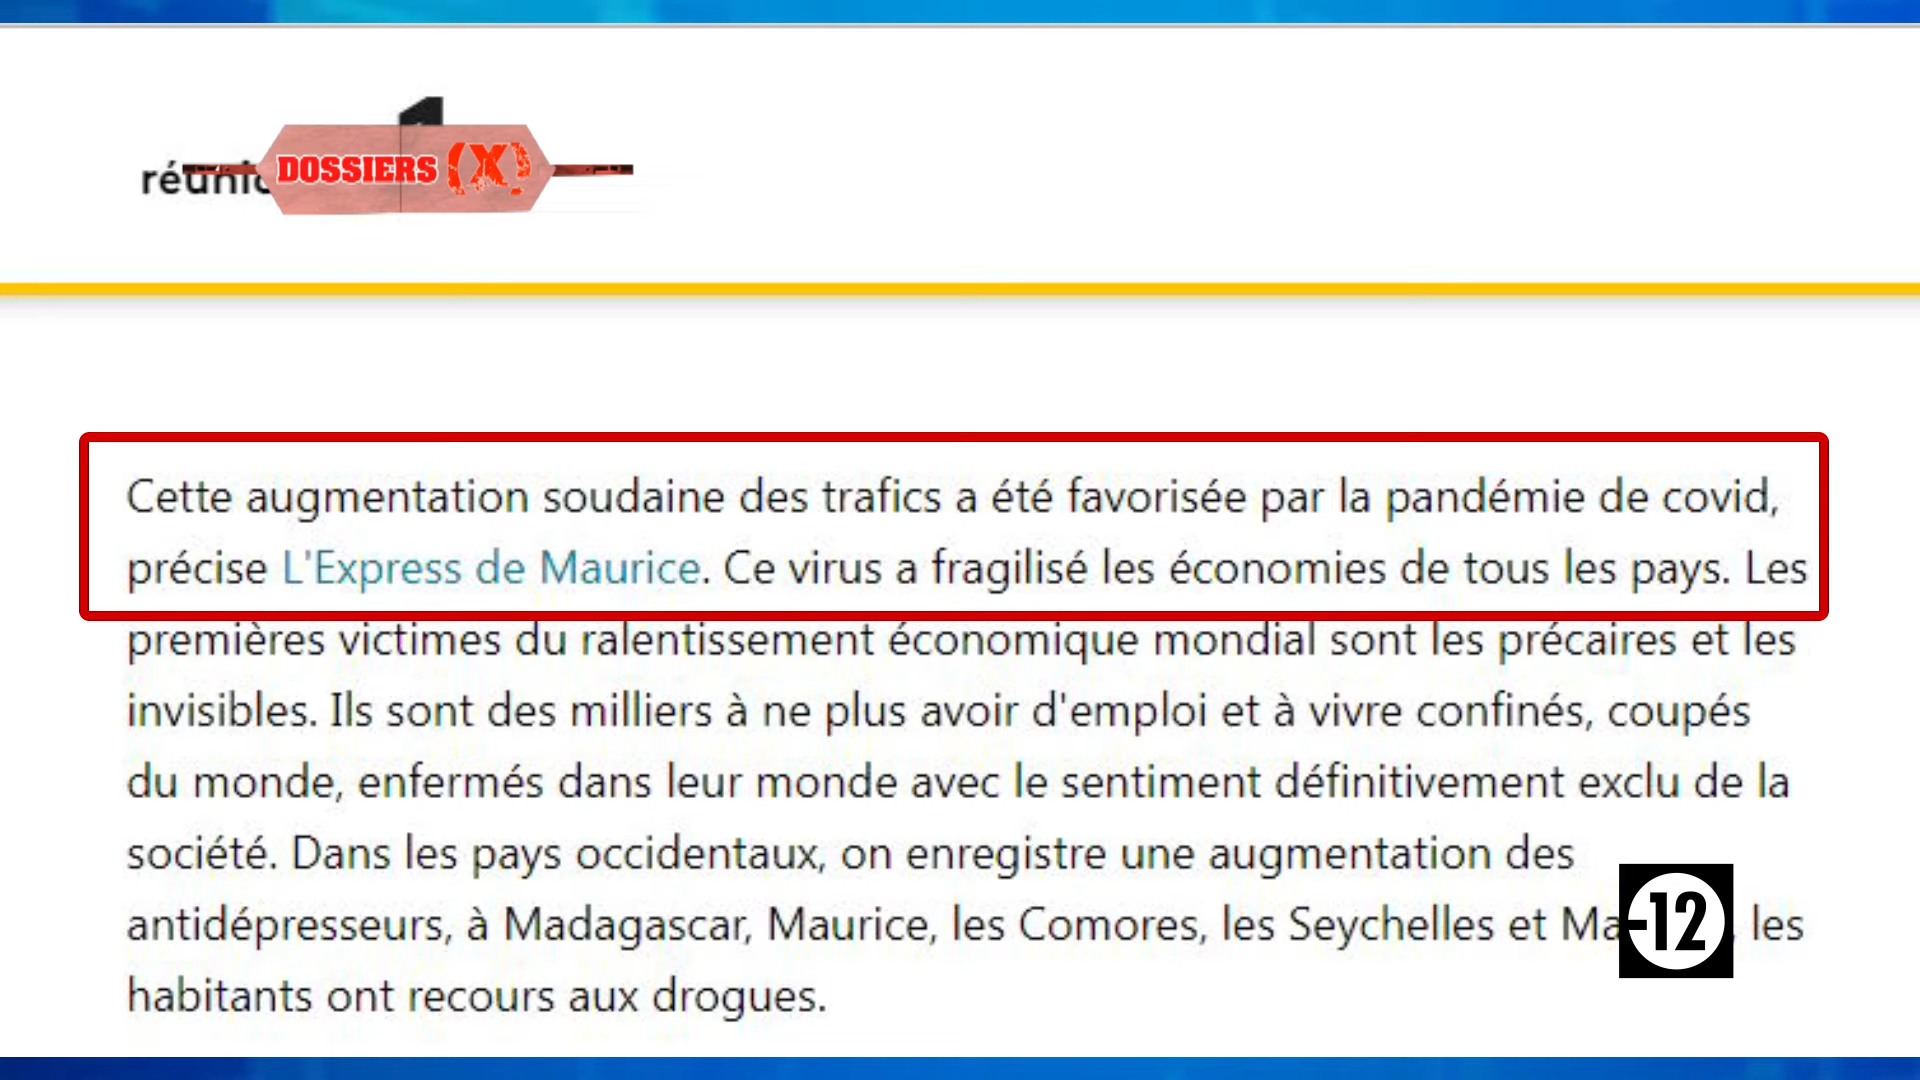 1
DOSSIERS (X)
Cette augmentation soudaine des trafics a été favorisée par la pandémie de covid,
précise L'Express de Maurice. Ce virus a fragilisé les économies de tous les pays. Les
premières victimes du ralentissement économique mondial sont les précaires et les
invisibles. Ils sont des milliers à ne plus avoir d'emploi et à vivre confinés, coupés
du monde, enfermés dans leur monde avec le sentiment définitivement exclu de la
société. Dans les pays occidentaux, on enregistre une augmentation des
antidépresseurs, à Madagascar, Maurice, les Comores, les Seychelles et les
-12
habitants ont recours aux drogues.